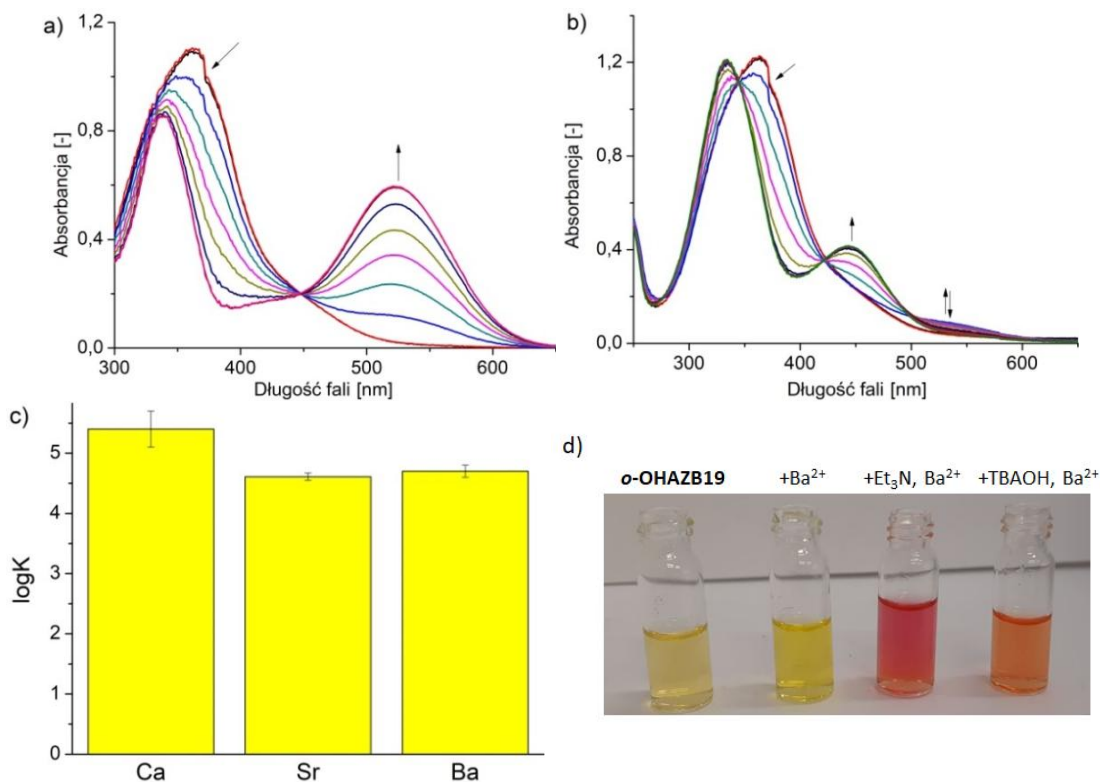 a)
1,2
0,8
0,4
0,0
Absorbancja [-]
300
400
500
600
Długość fali [nm]
b)
1,2
0,8
0,4
0,0
Absorbancja [-]
300
400
500
600
Długość fali [nm]
c)
5
4
3
2
1
0
logK
Ca
Sr
Ba
d)
o-OHAZB19 +Ba²⁺ +Et₃N, Ba²⁺ +TBAOH, Ba²⁺